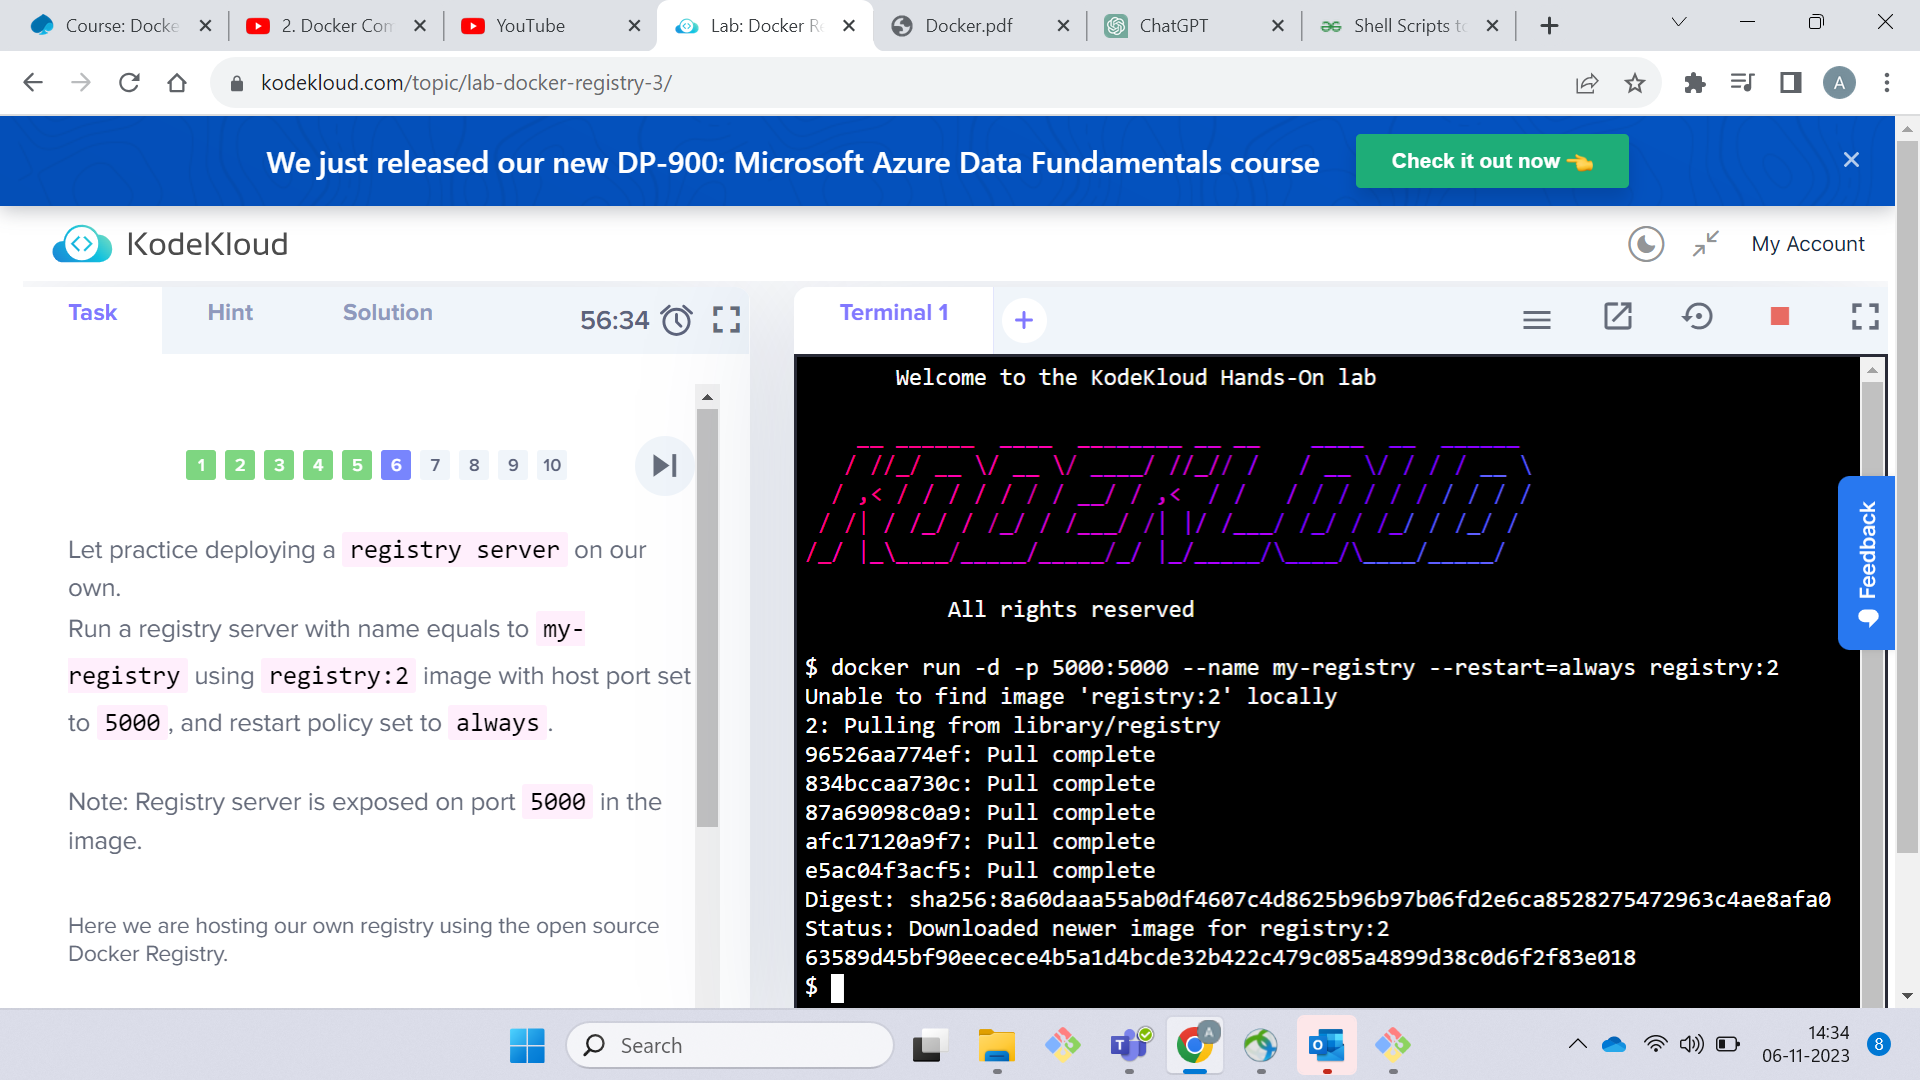 Course: Docke
2. Docker Con
YouTube
Lab: Docker Re
Docker.pdf
ChatGPT
Shell Scripts to
kodekloud.com/topic/lab-docker-registry-3/
A
We just released our new DP-900: Microsoft Azure Data Fundamentals course
Check it out now 👈
KodeKloud
My Account
Task
Hint
Solution
56:34
Terminal 1
1 2 3 4 5 6 7 8 9 10
Let practice deploying a registry server on our
own.
Run a registry server with name equals to my-
registry using registry:2 image with host port set
to 5000, and restart policy set to always.
Note: Registry server is exposed on port 5000 in the
image.
Here we are hosting our own registry using the open source
Docker Registry.
Welcome to the KodeKloud Hands-On lab
KODEKLOUD
All rights reserved
$ docker run -d -p 5000:5000 --name my-registry --restart=always registry:2
Unable to find image 'registry:2' locally
2: Pulling from library/registry
96526aa774ef: Pull complete
834bccaa730c: Pull complete
87a69098c0a9: Pull complete
afc17120a9f7: Pull complete
e5ac04f3acf5: Pull complete
Digest: sha256:8a60daaa55ab0df4607c4d8625b96b97b06fd2e6ca8528275472963c4ae8afa0
Status: Downloaded newer image for registry:2
63589d45bf90eecece4b5a1d4bcde32b422c479c085a4899d38c0d6f2f83e018
$
Feedback
Search
14:34
06-11-2023
8